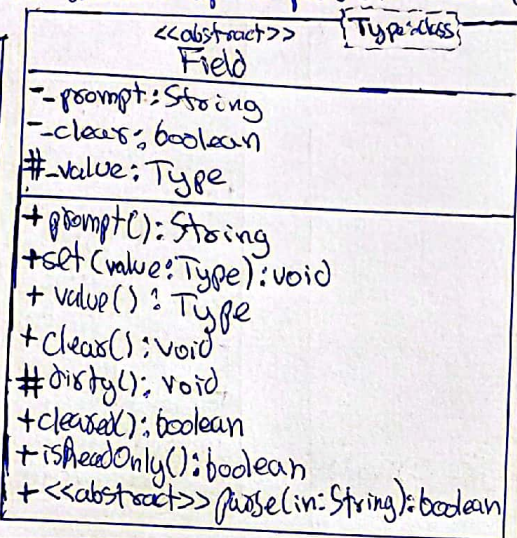 <<abstract>> Type:class
Field
- _prompt: String
- _clear: boolean
# _value: Type
+ prompt(): String
+ set (value: Type): void
+ value(): Type
+ clear(): void
# dirty(): void
+ cleared(): boolean
+ isReadOnly(): boolean
+ <<abstract>> parse(in: String): boolean